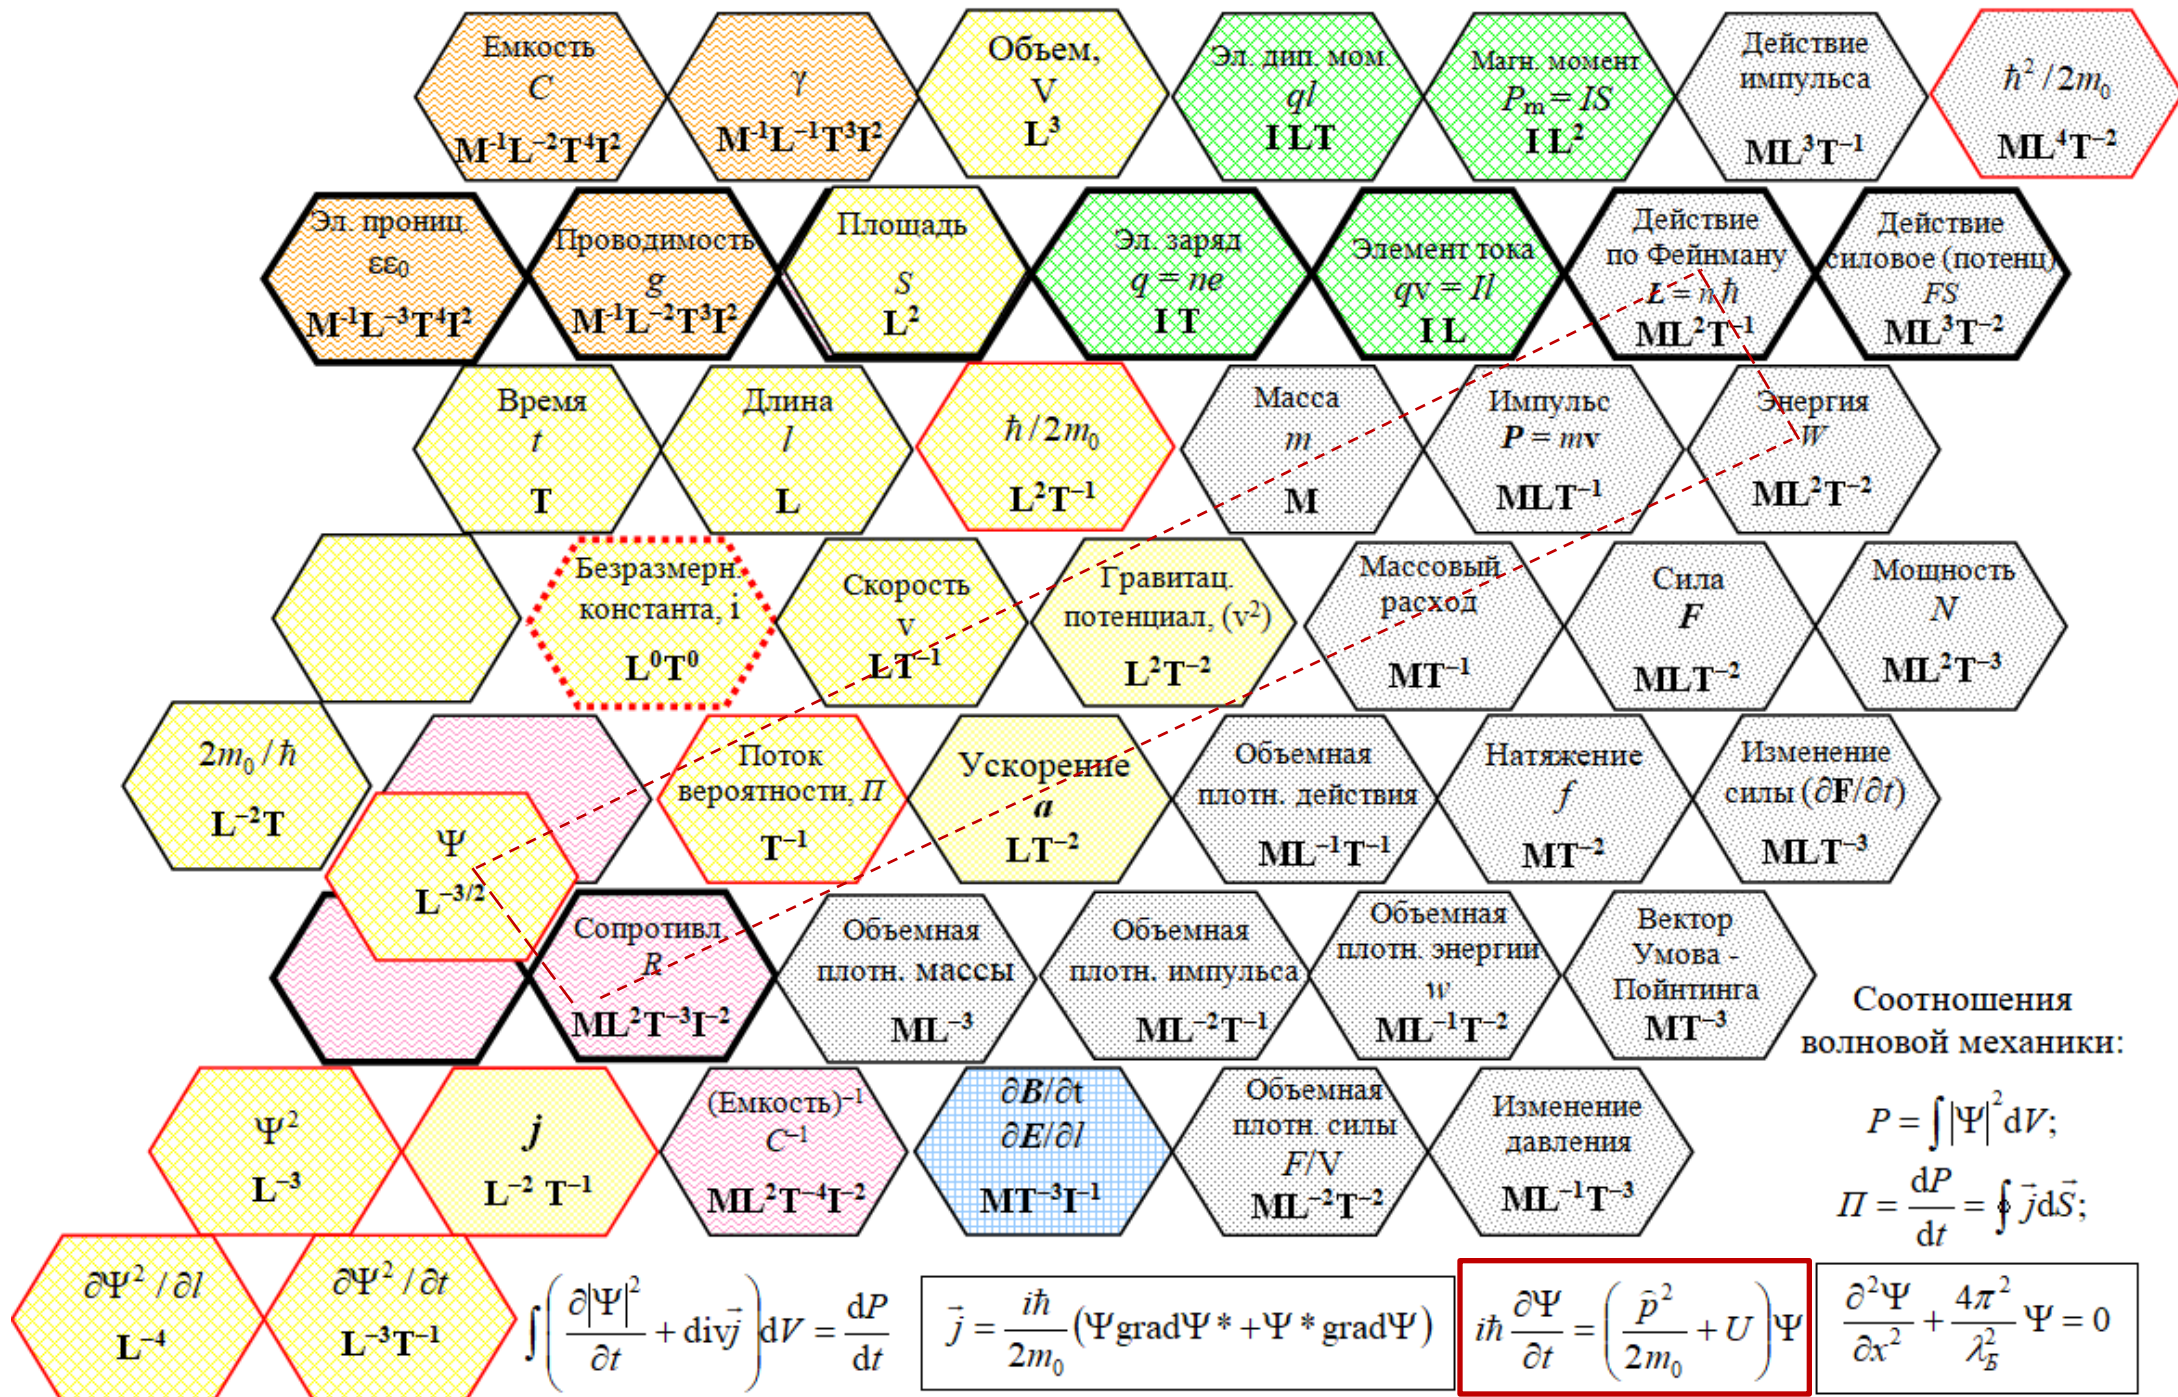 Емкость
C
M⁻¹L⁻²T⁴I²
γ
M⁻¹L⁻¹T³I²
Объем,
V
L³
Эл. дип. мом.
ql
I LT
Магн. момент
Pₘ = IS
I L²
Действие
импульса
ML³T⁻¹
ħ² / 2m₀
ML⁴T⁻²
Эл. прониц.
εε₀
M⁻¹L⁻³T⁴I²
Проводимость
g
M⁻¹L⁻²T³I²
Площадь
S
L²
Эл. заряд
q = ne
I T
Элемент тока
qv = Il
I L
Действие
по Фейнману
L = nħ
ML²T⁻¹
Действие
силовое (потенц)
FS
ML³T⁻²
Время
t
T
Длина
l
L
ħ / 2m₀
L²T⁻¹
Масса
m
M
Импульс
P = mv
MLT⁻¹
Энергия
W
ML²T⁻²
Безразмерн.
константа, i
L⁰T⁰
Скорость
v
LT⁻¹
Гравитац.
потенциал, (v²)
L²T⁻²
Массовый
расход
MT⁻¹
Сила
F
MLT⁻²
Мощность
N
ML²T⁻³
2m₀ / ħ
L⁻²T
Ψ
L⁻³ᐟ²
Поток
вероятности, П
T⁻¹
Ускорение
a
LT⁻²
Объемная
плотн. действия
ML⁻¹T⁻¹
Натяжение
f
MT⁻²
Изменение
силы (∂F/∂t)
MLT⁻³
Сопротивл.
R
ML²T⁻³I⁻²
Объемная
плотн. массы
ML⁻³
Объемная
плотн. импульса
ML⁻²T⁻¹
Объемная
плотн. энергии
w
ML⁻¹T⁻²
Вектор
Умова -
Пойнтинга
MT⁻³
Соотношения
волновой механики:
Ψ²
L⁻³
j
L⁻² T⁻¹
(Емкость)⁻¹
C⁻¹
ML²T⁻⁴I⁻²
∂B/∂t
∂E/∂l
MT⁻³I⁻¹
Объемная
плотн. силы
F/V
ML⁻²T⁻²
Изменение
давления
ML⁻¹T⁻³
P = ∫|Ψ|²dV;
П = dP/dt = ∮j⃗dS⃗;
∂Ψ² / ∂l
L⁻⁴
∂Ψ² / ∂t
L⁻³T⁻¹
∫(∂|Ψ|²/∂t + divj⃗)dV = dP/dt
j⃗ = iħ/2m₀ (ΨgradΨ* + Ψ*gradΨ)
iħ ∂Ψ/∂t = (p̂²/2m₀ + U)Ψ
∂²Ψ/∂x² + 4π²/λ_Б² Ψ = 0